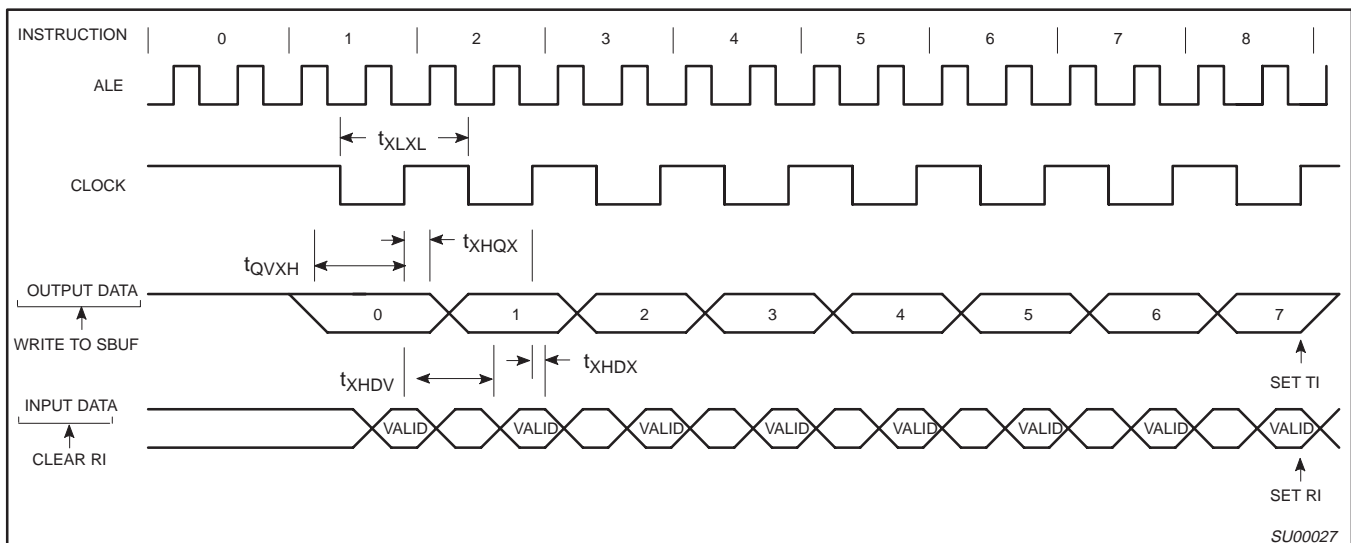 INSTRUCTION 0 1 2 3 4 5 6 7 8
ALE
tXLXL
CLOCK
tXHQX
tQVXH
OUTPUT DATA 0 1 2 3 4 5 6 7
WRITE TO SBUF
tXHDX
tXHDV
SET TI
INPUT DATA
VALID VALID VALID VALID VALID VALID VALID VALID
CLEAR RI
SET RI
SU00027